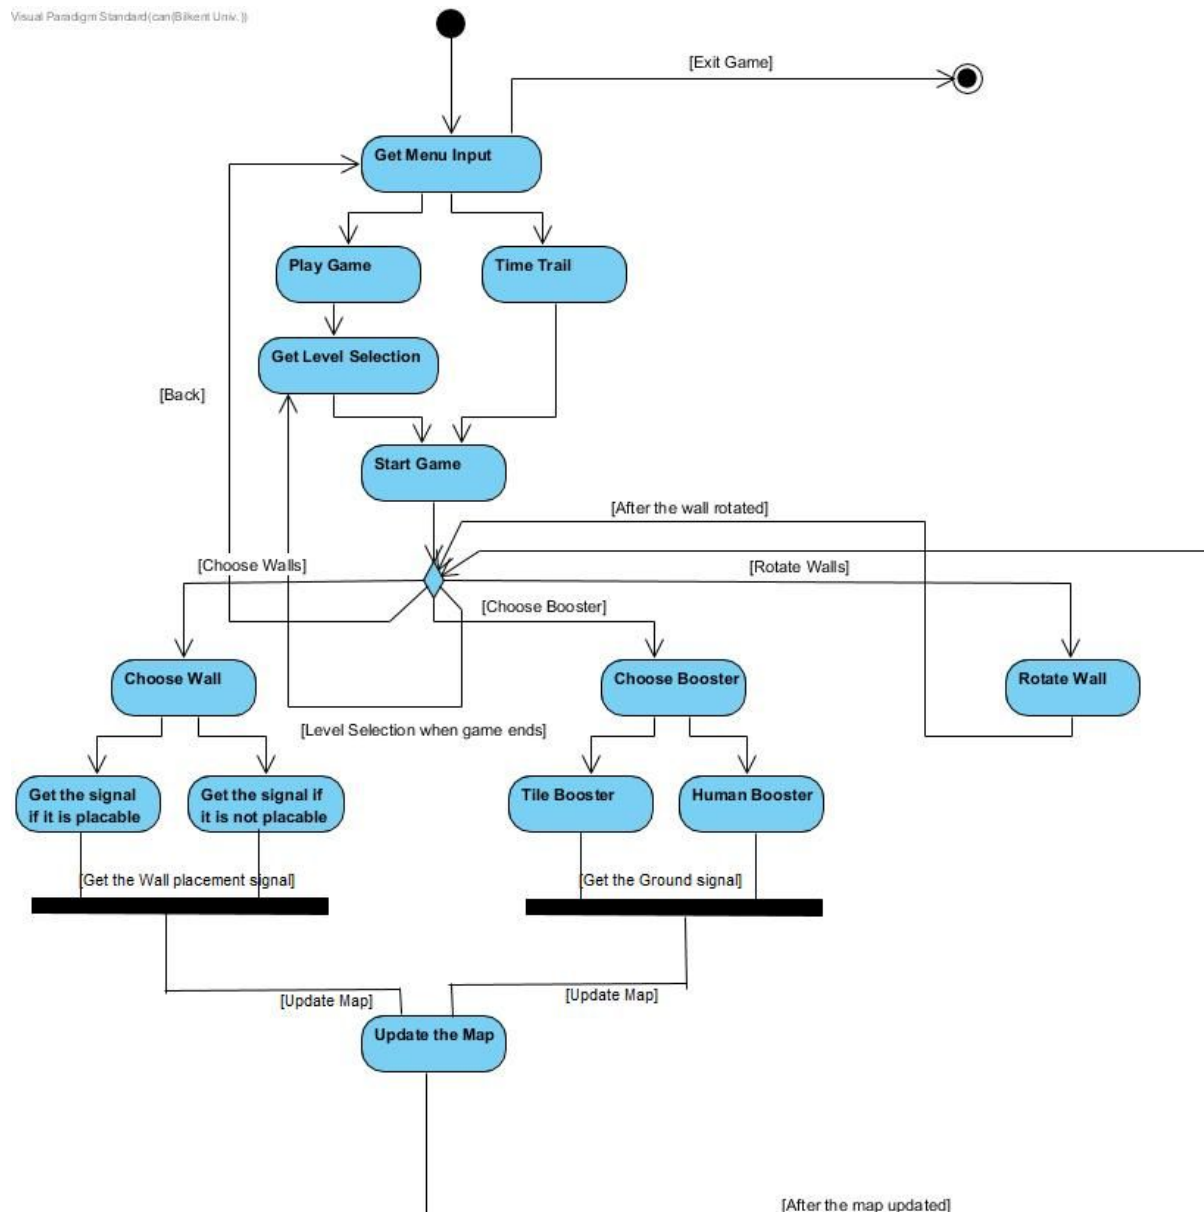 Visual Paradigm Standard(can(Bilkent Univ.))
[Exit Game]
Get Menu Input
Play Game
Time Trail
Get Level Selection
[Back]
Start Game
[After the wall rotated]
[Choose Walls]
[Rotate Walls]
[Choose Booster]
Choose Wall
Choose Booster
Rotate Wall
[Level Selection when game ends]
Get the signal
if it is placable
Get the signal if
it is not placable
Tile Booster
Human Booster
[Get the Wall placement signal]
[Get the Ground signal]
[Update Map]
[Update Map]
Update the Map
[After the map updated]